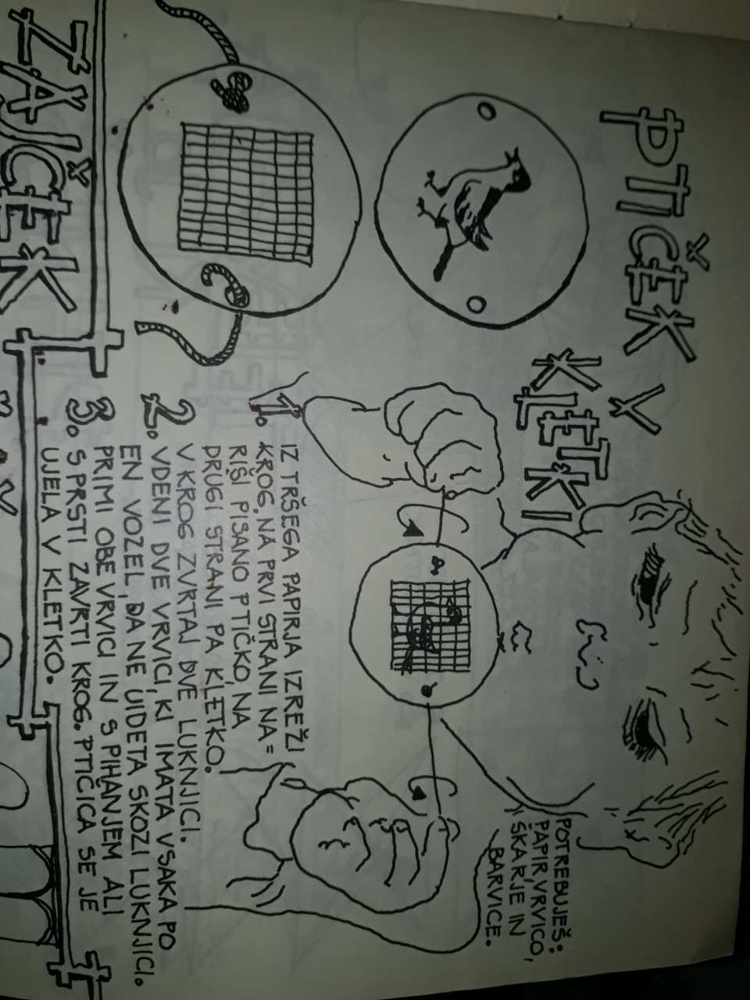 PTIČEK V
KLETKI
POTREBUJEŠ:
PAPIR, VRVICO,
ŠKARJE IN
BARVICE.
1. IZ TRŠEGA PAPIRJA IZREŽI
KROG. NA PRVI STRANI NA=
RIŠI PISANO PTIČKO, NA
DRUGI STRANI PA KLETKO.
2. V KROG ZVRTAJ DVE LUKNJICI.
VDENI DVE VRVICI, KI IMATA VSAKA PO
EN VOZEL, DA NE UIDETA SKOZI LUKNJICI.
3. PRIMI OBE VRVICI IN S PIHANJEM ALI
S PRSTI ZAVRTI KROG. PTIČICA SE JE
UJELA V KLETKO.
ZAJČEK